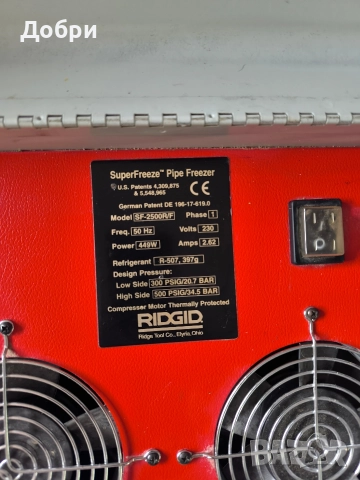 Добри
SuperFreeze™ Pipe Freezer
U.S. Patents 4,309,875
& 5,548,965
CE
German Patent DE 196-17-619.0
Model SF-2500R/F Phase 1
Freq. 50 Hz Volts 230
Power 449W Amps 2.62
Refrigerant R-507, 397g
Design Pressure:
Low Side 300 PSIG/20.7 BAR
High Side 500 PSIG/34.5 BAR
Compressor Motor Thermally Protected
RIDGID
Ridge Tool Co., Elyria, Ohio